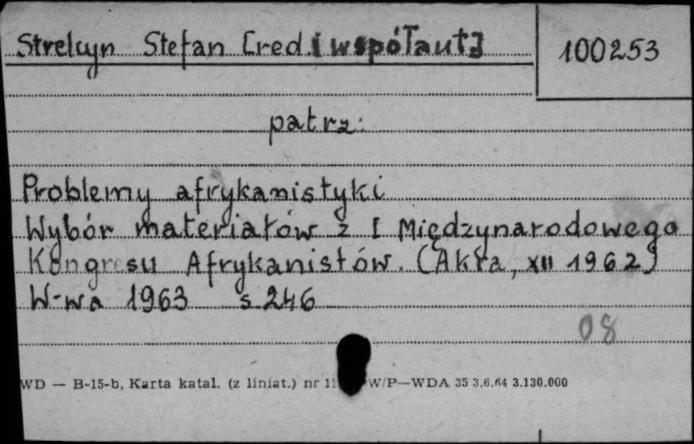 Strelcyn Stefan [red i współaut]
100253
patrz:
Problemy afrykanistyki
Wybór materiałów z I Międzynarodowego
Kongresu Afrykanistów. (Akra, XII 1962)
W-wa 1963 s 246
08
WD — B-15-b, Karta katal. (z liniat.) nr W/P—WDA 35 3.6.64 3.130.000